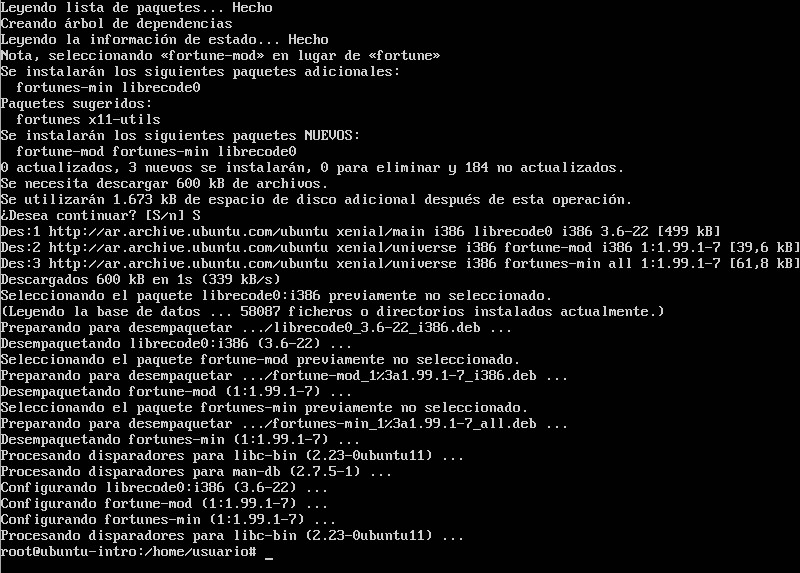 Leyendo lista de paquetes... Hecho
Creando árbol de dependencias
Leyendo la información de estado... Hecho
Nota, seleccionando «fortune-mod» en lugar de «fortune»
Se instalarán los siguientes paquetes adicionales:
  fortunes-min librecode0
Paquetes sugeridos:
  fortunes x11-utils
Se instalarán los siguientes paquetes NUEVOS:
  fortune-mod fortunes-min librecode0
0 actualizados, 3 nuevos se instalarán, 0 para eliminar y 184 no actualizados.
Se necesita descargar 600 kB de archivos.
Se utilizarán 1.673 kB de espacio de disco adicional después de esta operación.
¿Desea continuar? [S/n] S
Des:1 http://ar.archive.ubuntu.com/ubuntu xenial/main i386 librecode0 i386 3.6-22 [499 kB]
Des:2 http://ar.archive.ubuntu.com/ubuntu xenial/universe i386 fortune-mod i386 1:1.99.1-7 [39,6 kB]
Des:3 http://ar.archive.ubuntu.com/ubuntu xenial/universe i386 fortunes-min all 1:1.99.1-7 [61,8 kB]
Descargados 600 kB en 1s (339 kB/s)
Seleccionando el paquete librecode0:i386 previamente no seleccionado.
(Leyendo la base de datos ... 58087 ficheros o directorios instalados actualmente.)
Preparando para desempaquetar .../librecode0_3.6-22_i386.deb ...
Desempaquetando librecode0:i386 (3.6-22) ...
Seleccionando el paquete fortune-mod previamente no seleccionado.
Preparando para desempaquetar .../fortune-mod_1%3a1.99.1-7_i386.deb ...
Desempaquetando fortune-mod (1:1.99.1-7) ...
Seleccionando el paquete fortunes-min previamente no seleccionado.
Preparando para desempaquetar .../fortunes-min_1%3a1.99.1-7_all.deb ...
Desempaquetando fortunes-min (1:1.99.1-7) ...
Procesando disparadores para libc-bin (2.23-0ubuntu11) ...
Procesando disparadores para man-db (2.7.5-1) ...
Configurando librecode0:i386 (3.6-22) ...
Configurando fortune-mod (1:1.99.1-7) ...
Configurando fortunes-min (1:1.99.1-7) ...
Procesando disparadores para libc-bin (2.23-0ubuntu11) ...
root@ubuntu-intro:/home/usuario# _